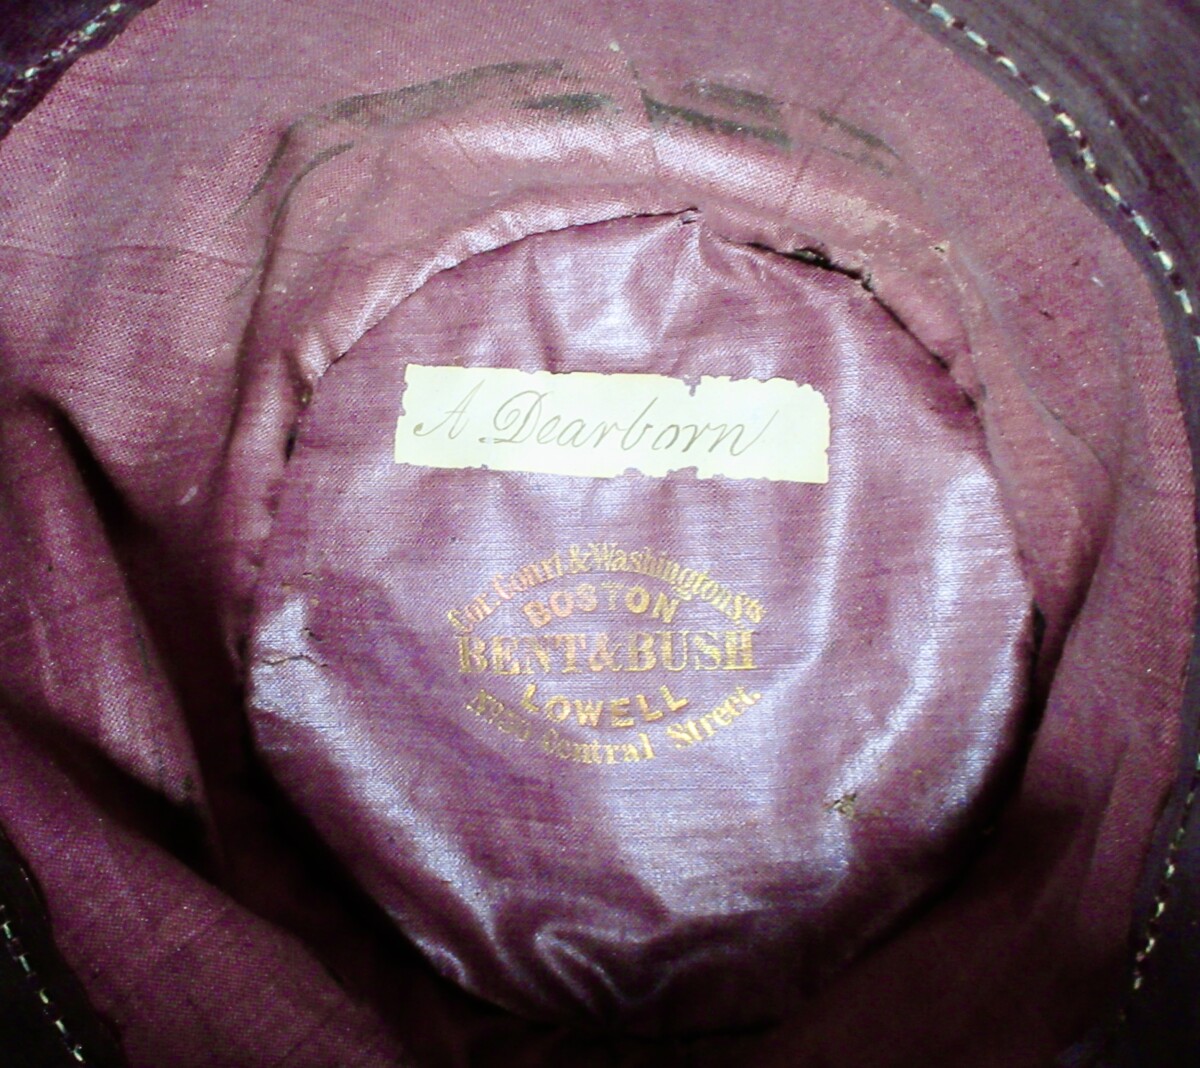 A Dearborn
Cor. Court & Washington Sts
BOSTON
BENT & BUSH
LOWELL
Central Street.